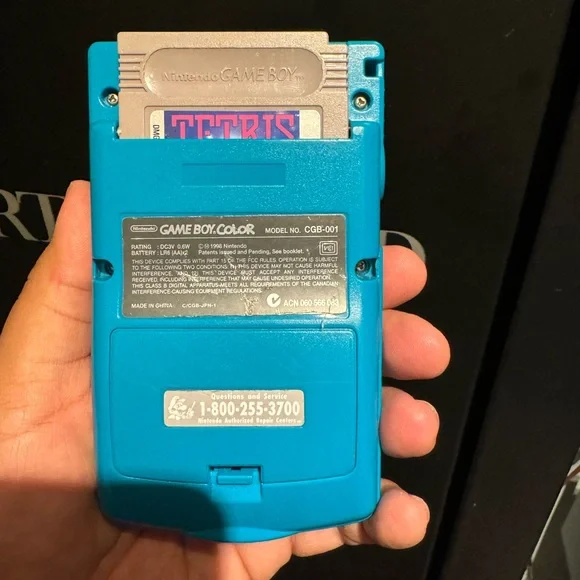 Nintendo GAME BOY TM
DMG
TETRIS
RT
Nintendo GAME BOY COLOR MODEL NO. CGB-001
RATING : DC3V 0.6W © 1998 Nintendo
BATTERY : LR6 (AA)x2 Patents issued and Pending, See booklet.
THIS DEVICE COMPLIES WITH PART 15 OF THE FCC RULES. OPERATION IS SUBJECT
TO THE FOLLOWING TWO CONDITIONS THIS DEVICE MAY NOT CAUSE HARMFUL
INTERFERENCE, AND DEVICE MUST ACCEPT ANY INTERFERENCE
RECEIVED, INCLUDING INTERFERENCE THAT MAY CAUSE UNDESIRED OPERATION.
THIS CLASS B DIGITAL APPARATUS MEETS ALL REQUIREMENTS OF THE CANADIAN
INTERFERENCE-CAUSING EQUIPMENT REGULATIONS.
MADE IN CHINA C/CGB-JPN-1 ACN 060 566 083
Questions and Service
1-800-255-3700
Nintendo Authorized Repair Centers